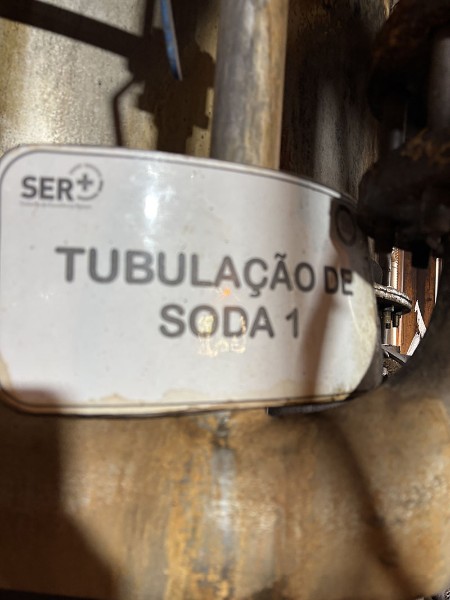 SER+
TUBULAÇÃO DE
SODA 1